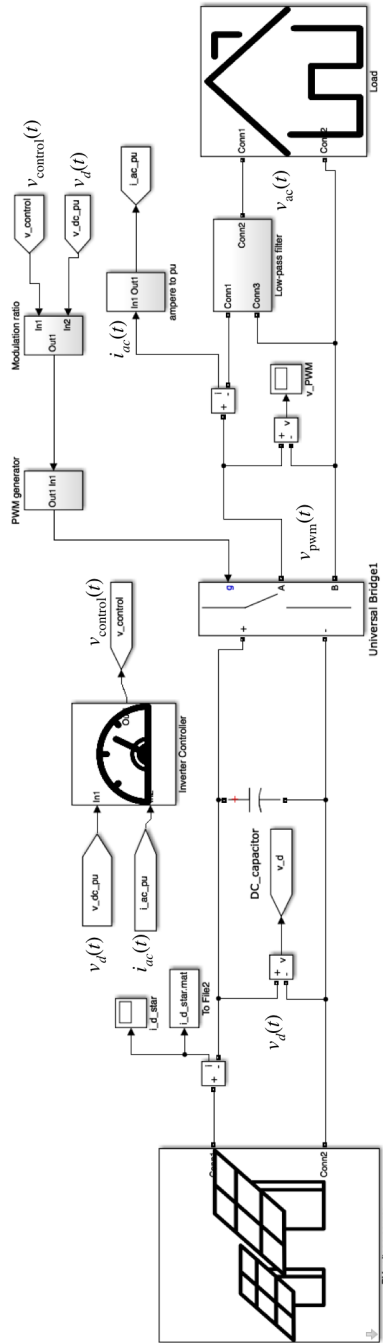 Conn1
Conn2
+ i
-
i_d_star
i_d_star.mat
To File2
v_d(t)
v_dc_pu
i_ac(t)
i_ac_pu
In1
Ou
Inverter Controller
v_control(t)
v_control
v_d(t)
+ v
-
v_d
DC_capacitor
+
g
+
-
A
B
Universal Bridge1
PWM generator
Out1 In1
Modulation ratio
In1
In2
Out1
v_control
v_control(t)
v_dc_pu
v_d(t)
v_pwm(t)
+ v
-
v_PWM
+ i
-
i_ac(t)
In1 Out1
ampere to pu
i_ac_pu
Conn1
Conn3
Conn2
Low-pass filter
v_ac(t)
Conn1
Load